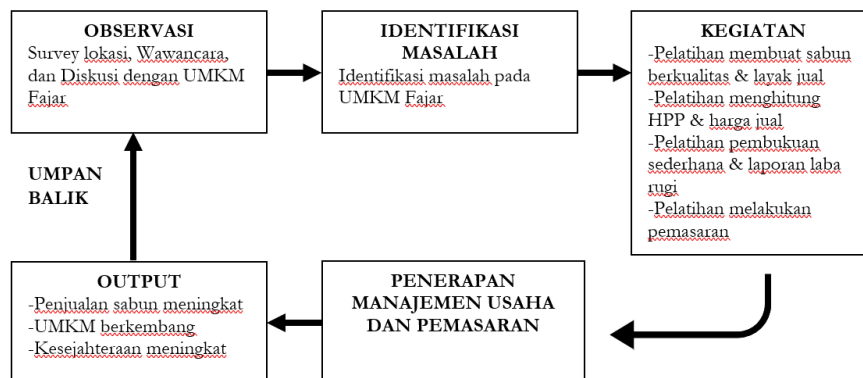 OBSERVASI
Survey lokasi, Wawancara,
dan Diskusi dengan UMKM
Fajar
IDENTIFIKASI
MASALAH
Identifikasi masalah pada
UMKM Fajar
KEGIATAN
-Pelatihan membuat sabun
berkualitas & layak jual
-Pelatihan menghitung
HPP & harga jual
-Pelatihan pembukuan
sederhana & laporan laba
rugi
-Pelatihan melakukan
pemasaran
UMPAN
BALIK
OUTPUT
-Penjualan sabun meningkat
-UMKM berkembang
-Kesejahteraan meningkat
PENERAPAN
MANAJEMEN USAHA
DAN PEMASARAN